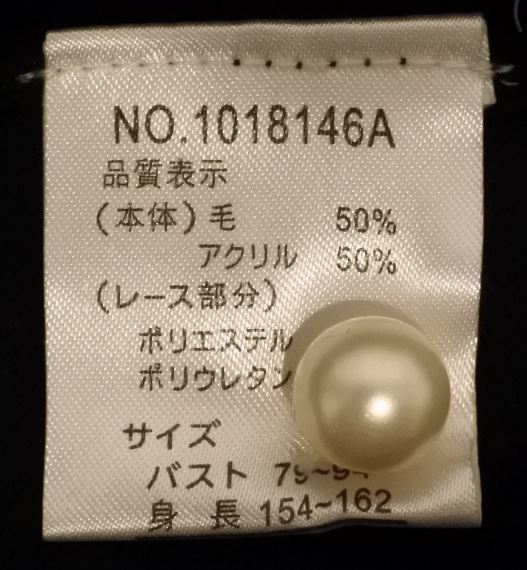 NO.1018146A
品質表示
(本体) 毛 50%
アクリル 50%
(レース部分)
ポリエステル
ポリウレタン
サイズ
バスト
身 長 154~162